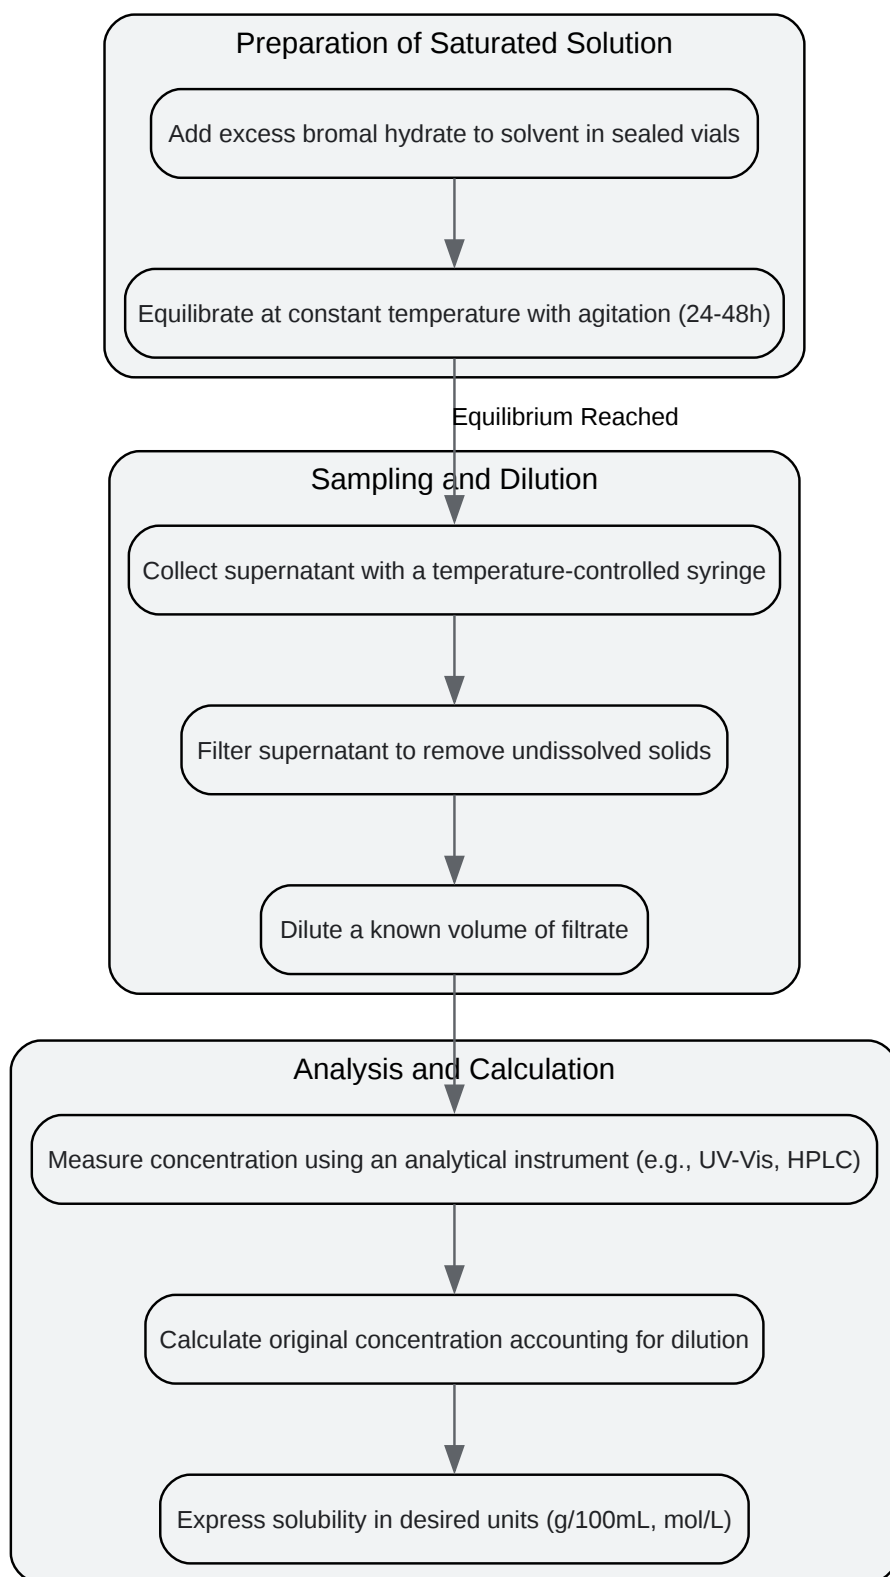 Preparation of Saturated Solution
Add excess bromal hydrate to solvent in sealed vials
Equilibrate at constant temperature with agitation (24-48h)
Equilibrium Reached
Sampling and Dilution
Collect supernatant with a temperature-controlled syringe
Filter supernatant to remove undissolved solids
Dilute a known volume of filtrate
Analysis and Calculation
Measure concentration using an analytical instrument (e.g., UV-Vis, HPLC)
Calculate original concentration accounting for dilution
Express solubility in desired units (g/100mL, mol/L)